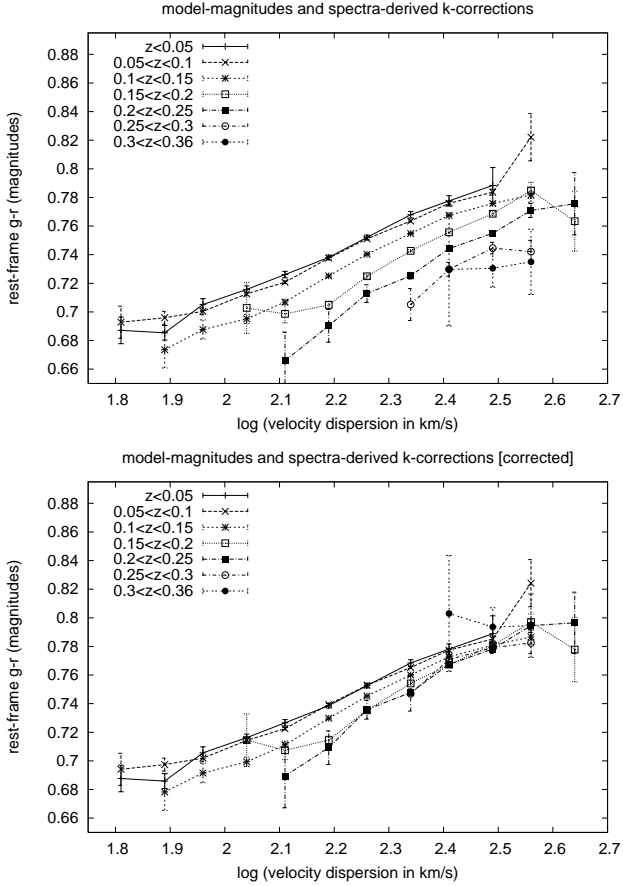 model-magnitudes and spectra-derived k-corrections
rest-frame g-r (magnitudes)
0.88
0.86
0.84
0.82
0.8
0.78
0.76
0.74
0.72
0.7
0.68
0.66
z<0.05
0.05<z<0.1
0.1<z<0.15
0.15<z<0.2
0.2<z<0.25
0.25<z<0.3
0.3<z<0.36
1.8 1.9 2 2.1 2.2 2.3 2.4 2.5 2.6 2.7
log (velocity dispersion in km/s)
model-magnitudes and spectra-derived k-corrections [corrected]
rest-frame g-r (magnitudes)
0.88
0.86
0.84
0.82
0.8
0.78
0.76
0.74
0.72
0.7
0.68
0.66
z<0.05
0.05<z<0.1
0.1<z<0.15
0.15<z<0.2
0.2<z<0.25
0.25<z<0.3
0.3<z<0.36
1.8 1.9 2 2.1 2.2 2.3 2.4 2.5 2.6 2.7
log (velocity dispersion in km/s)